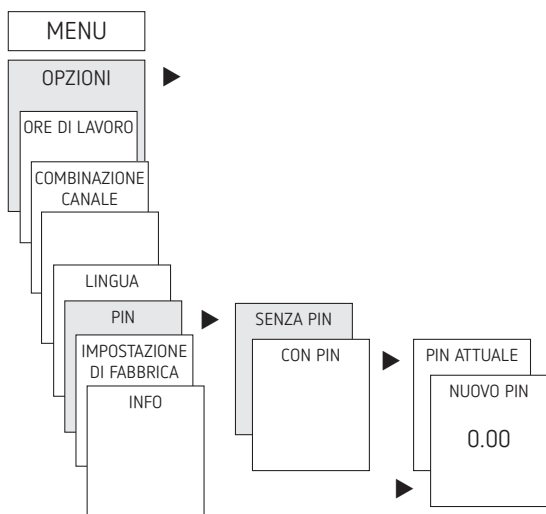 MENU
OPZIONI
ORE DI LAVORO
COMBINAZIONE
CANALE
LINGUA
PIN
IMPOSTAZIONE
DI FABBRICA
INFO
SENZA PIN
CON PIN
PIN ATTUALE
NUOVO PIN
0.00